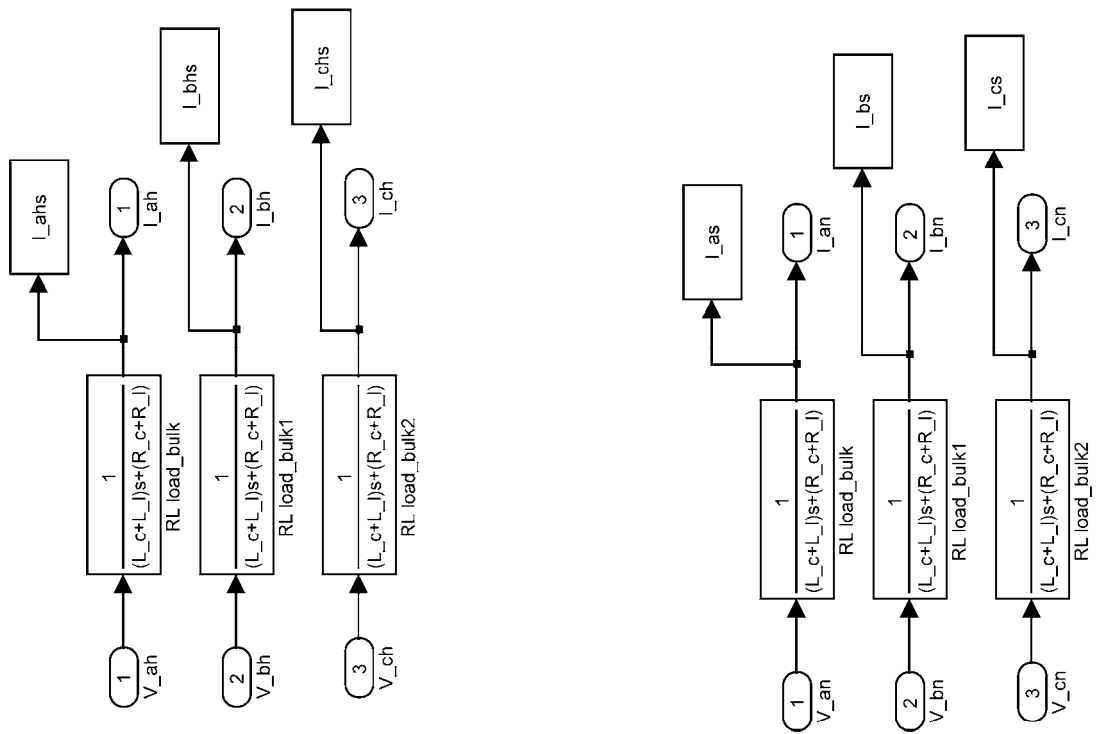 I_ahs
1
I_ah
1
(L_c+L_l)s+(R_c+R_l)
RL load_bulk
1
V_ah
I_bhs
2
I_bh
1
(L_c+L_l)s+(R_c+R_l)
RL load_bulk1
2
V_bh
I_chs
3
I_ch
1
(L_c+L_l)s+(R_c+R_l)
RL load_bulk2
3
V_ch
I_as
1
I_an
1
(L_c+L_l)s+(R_c+R_l)
RL load_bulk
1
V_an
I_bs
2
I_bn
1
(L_c+L_l)s+(R_c+R_l)
RL load_bulk1
2
V_bn
I_cs
3
I_cn
1
(L_c+L_l)s+(R_c+R_l)
RL load_bulk2
3
V_cn